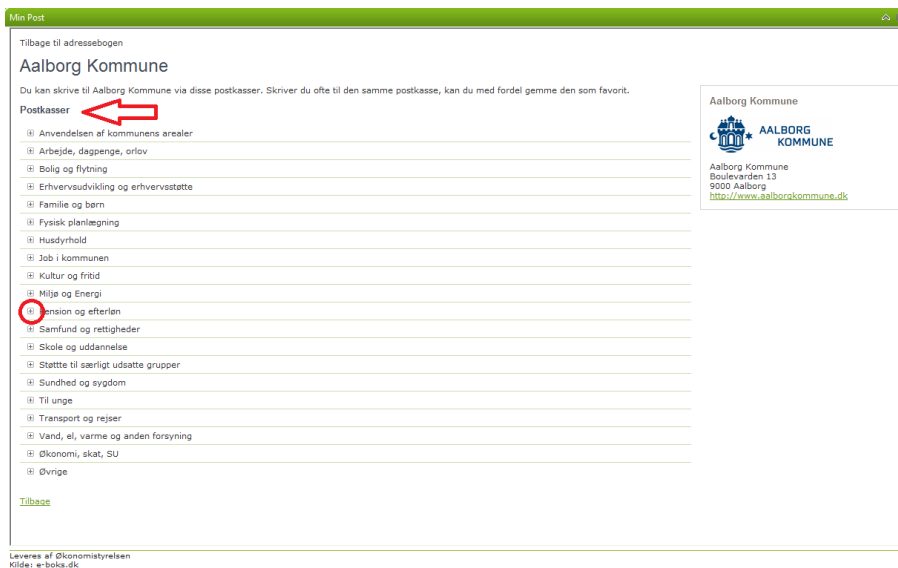 Min Post
Tilbage til adressebogen
Aalborg Kommune
Du kan skrive til Aalborg Kommune via disse postkasser. Skriver du ofte til den samme postkasse, kan du med fordel gemme den som favorit.
Postkasser
Anvendelsen af kommunens arealer
Arbejde, dagpenge, orlov
Bolig og flytning
Erhvervsudvikling og erhvervsstøtte
Familie og børn
Fysisk planlægning
Husdyrhold
Job i kommunen
Kultur og fritid
Miljø og Energi
Pension og efterløn
Samfund og rettigheder
Skole og uddannelse
Støttte til særligt udsatte grupper
Sundhed og sygdom
Til unge
Transport og rejser
Vand, el, varme og anden forsyning
Økonomi, skat, SU
Øvrige
Tilbage
Aalborg Kommune
AALBORG
KOMMUNE
Aalborg Kommune
Boulevarden 13
9000 Aalborg
http://www.aalborgkommune.dk
Leveres af Økonomistyrelsen
Kilde: e-boks.dk